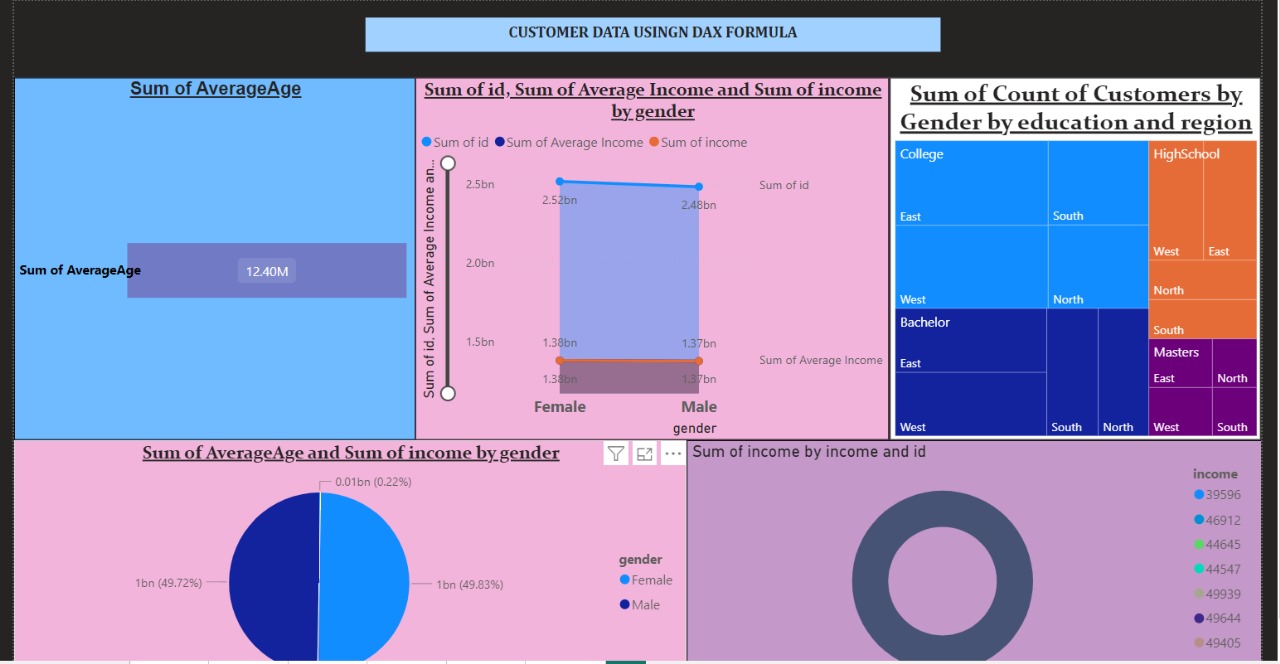 CUSTOMER DATA USINGN DAX FORMULA
Sum of AverageAge
Sum of AverageAge
12.40M
Sum of id, Sum of Average Income and Sum of income
by gender
Sum of id
Sum of Average Income
Sum of income
Sum of id, Sum of Average Income an...
2.5bn
2.0bn
1.5bn
2.52bn
2.48bn
Sum of id
1.38bn
1.37bn
Sum of Average Income
1.38bn
1.37bn
Female
Male
gender
Sum of Count of Customers by
Gender by education and region
College
East
South
West
North
Bachelor
East
West
South
North
HighSchool
West
East
North
South
Masters
East
North
West
South
Sum of AverageAge and Sum of income by gender
0.01bn (0.22%)
1bn (49.72%)
1bn (49.83%)
gender
Female
Male
Sum of income by income and id
income
39596
46912
44645
44547
49939
49644
49405